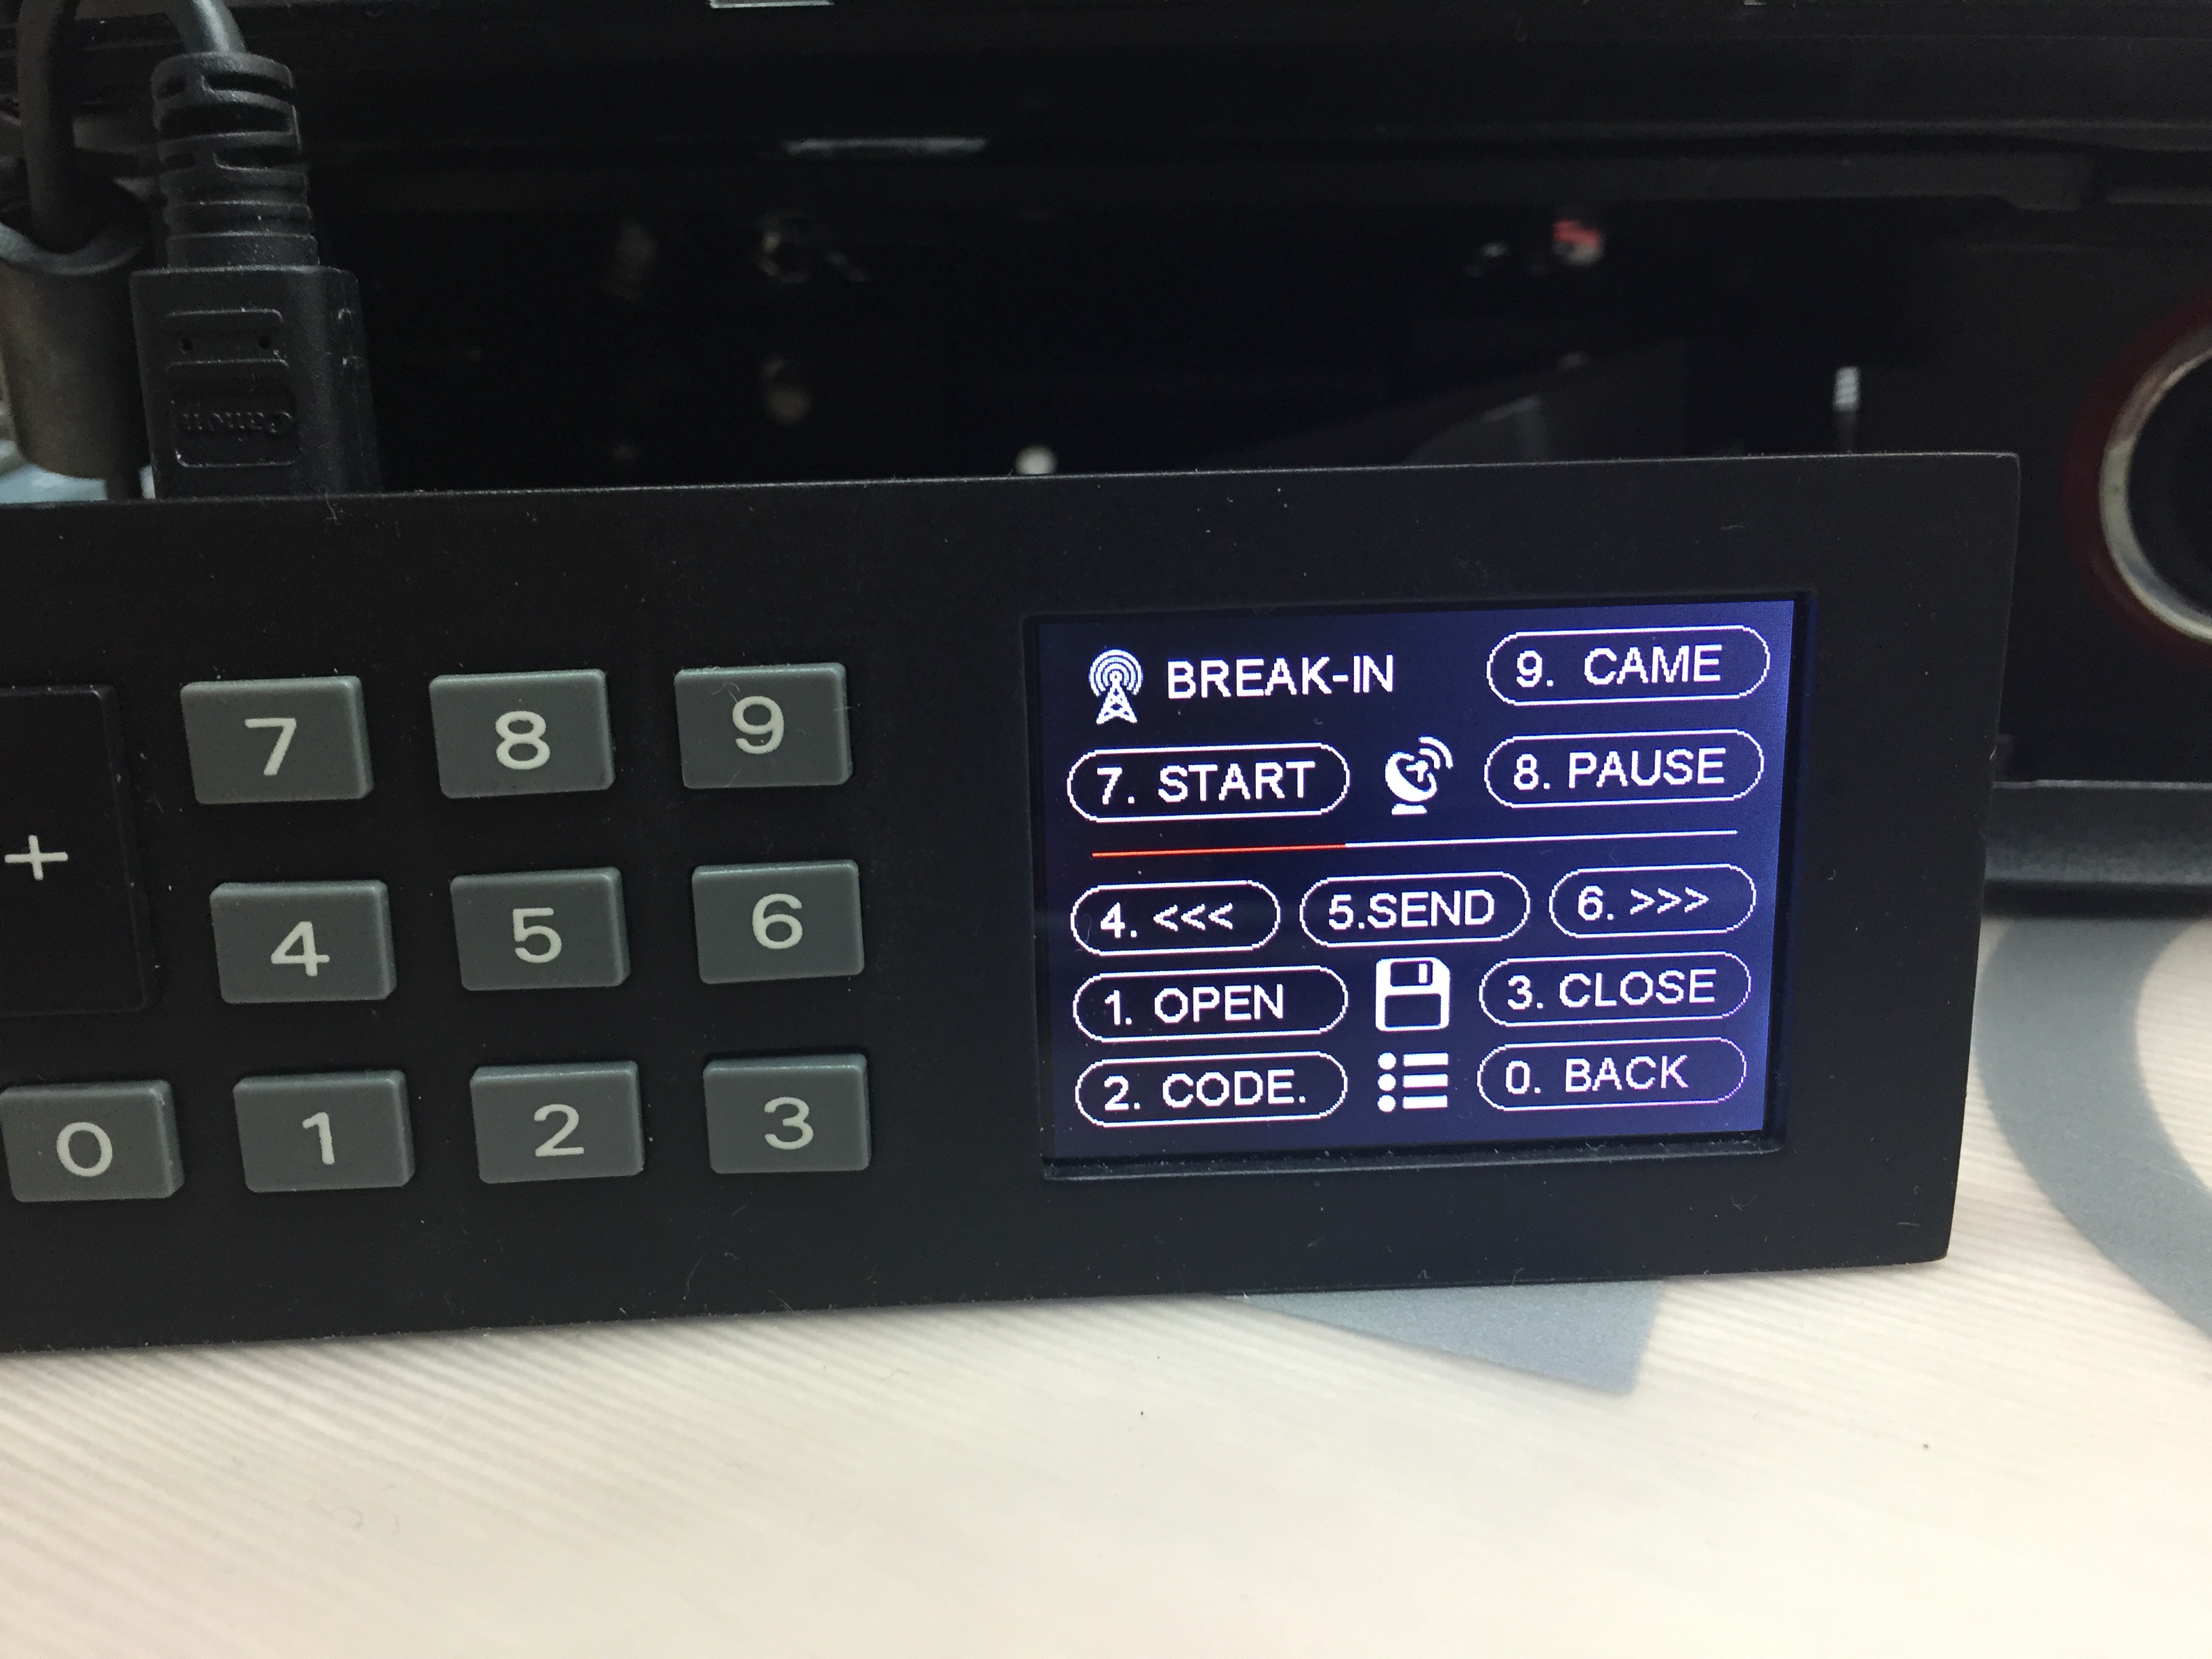 Canon
+
7 8 9
4 5 6
0 1 2 3
BREAK-IN 9. CAME
7. START 8. PAUSE
4. <<< 5.SEND 6. >>>
1. OPEN 3. CLOSE
2. CODE. 0. BACK